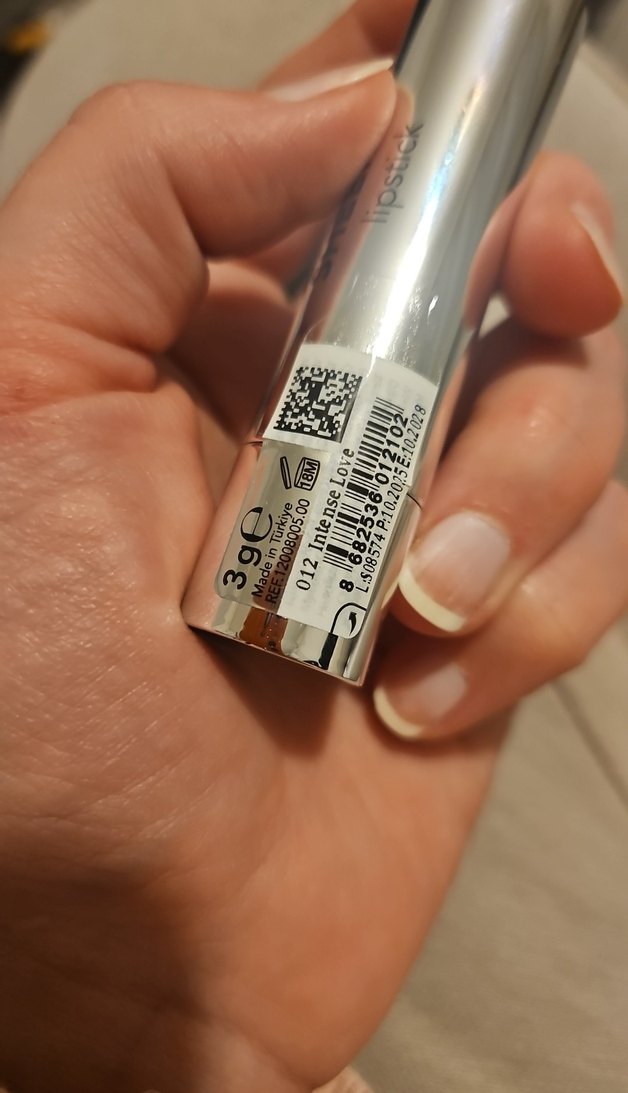 lipstick
18M
3 g e
Made in Türkiye
REF.12008005.00
012 Intense Love
8 682536 012102
L:S08574 P:10.2025 E:10.2028